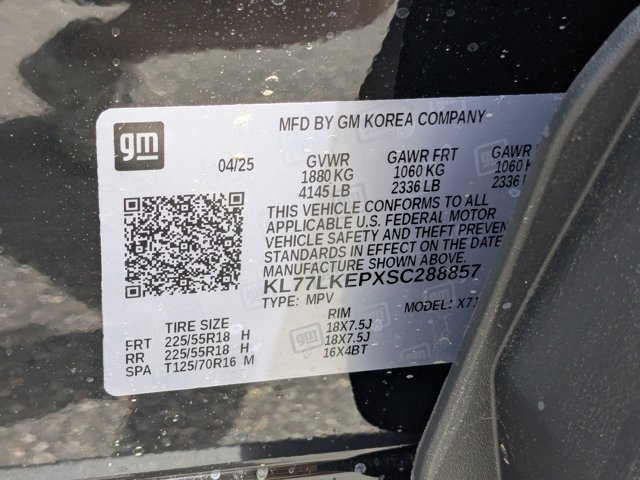 MFD BY GM KOREA COMPANY
gm
04/25 GVWR GAWR FRT
1880 KG 1060 KG 1060
4145 LB 2336 LB 2336
THIS VEHICLE CONFORMS TO ALL
APPLICABLE U.S. FEDERAL MOTOR
VEHICLE SAFETY AND THEFT
STANDARDS IN EFFECT ON THE DATE
MANUFACTURE SHOWN ABOVE.
KL77LKEPXSC288857
TYPE: MPV MODEL:
TIRE SIZE RIM
FRT 225/55R18 H 18X7.5J
RR 225/55R18 H 18X7.5J
SPA T125/70R16 M 16X4BT